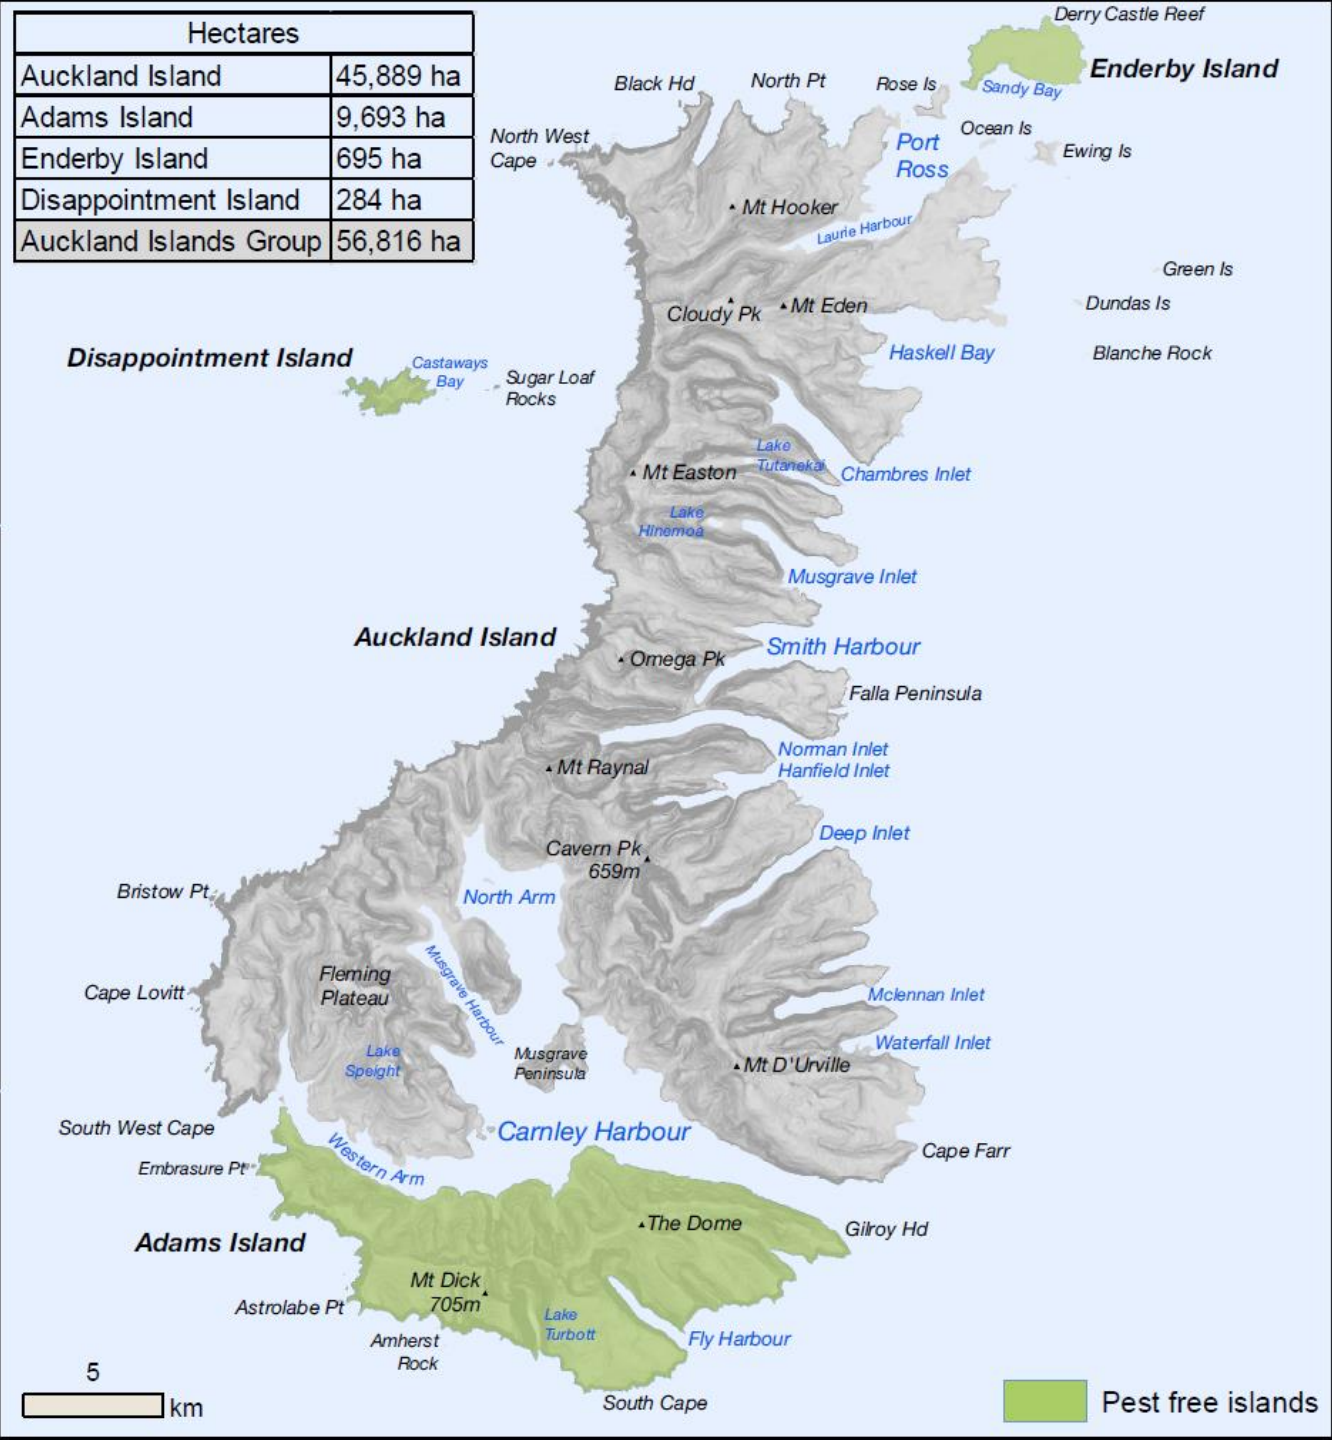 Hectares
Auckland Island 45,889 ha
Adams Island 9,693 ha
Enderby Island 695 ha
Disappointment Island 284 ha
Auckland Islands Group 56,816 ha
Derry Castle Reef
Enderby Island
Sandy Bay
Black Hd
North Pt
Rose Is
North West
Cape
Port
Ross
Ocean Is
Ewing Is
Mt Hooker
Laurie Harbour
Green Is
Dundas Is
Cloudy Pk
Mt Eden
Haskell Bay
Blanche Rock
Disappointment Island
Castaways
Bay
Sugar Loaf
Rocks
Lake
Tutanekai
Mt Easton
Chambres Inlet
Lake
Hinemoa
Musgrave Inlet
Auckland Island
Smith Harbour
Omega Pk
Falla Peninsula
Norman Inlet
Hanfield Inlet
Mt Raynal
Deep Inlet
Cavern Pk
659m
Bristow Pt
North Arm
Musgrave Harbour
Fleming
Plateau
Cape Lovitt
Mclennan Inlet
Waterfall Inlet
Lake
Speight
Musgrave
Peninsula
Mt D'Urville
South West Cape
Carnley Harbour
Cape Farr
Embrasure Pt
Western Arm
Adams Island
The Dome
Gilroy Hd
Mt Dick
705m
Astrolabe Pt
Lake
Turbott
Fly Harbour
Amherst
Rock
South Cape
5
km
Pest free islands